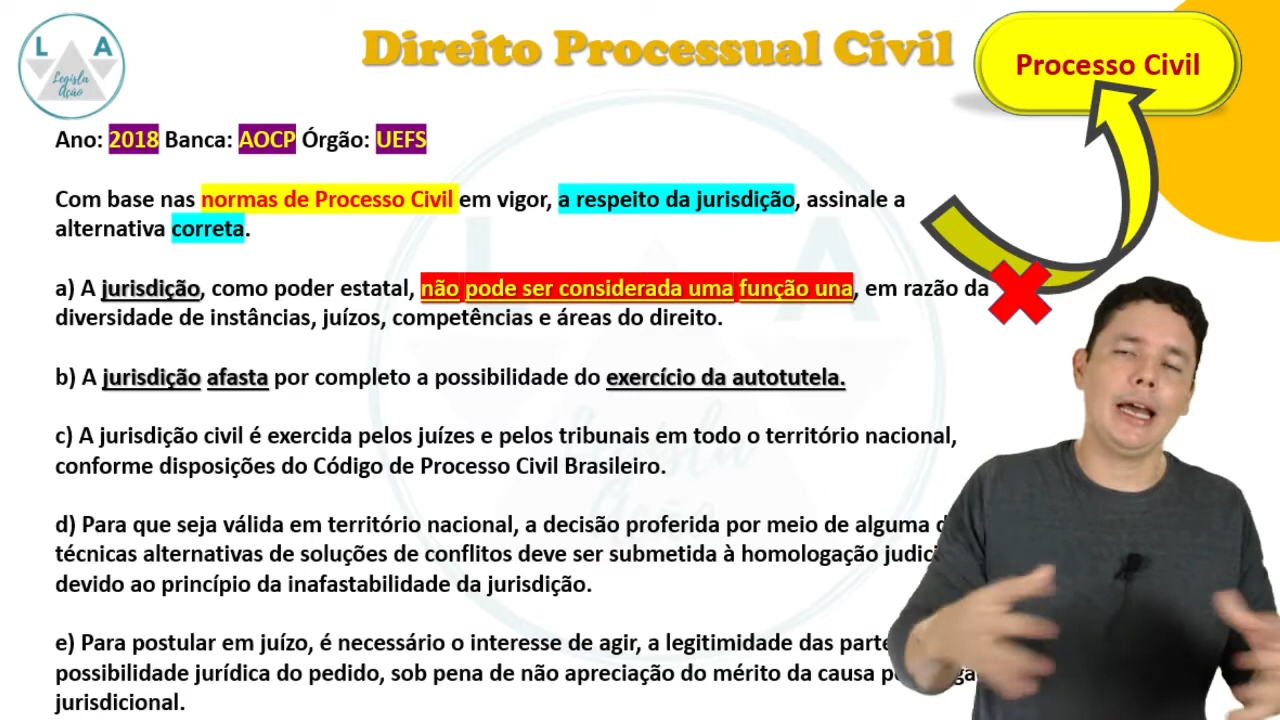 L A
Legisla
Ação
Direito Processual Civil
Processo Civil
Ano: 2018 Banca: AOCP Órgão: UEFS
Com base nas normas de Processo Civil em vigor, a respeito da jurisdição, assinale a
alternativa correta.
a) A jurisdição, como poder estatal, não pode ser considerada uma função una, em razão da
diversidade de instâncias, juízos, competências e áreas do direito.
b) A jurisdição afasta por completo a possibilidade do exercício da autotutela.
c) A jurisdição civil é exercida pelos juízes e pelos tribunais em todo o território nacional,
conforme disposições do Código de Processo Civil Brasileiro.
d) Para que seja válida em território nacional, a decisão proferida por meio de alguma
técnicas alternativas de soluções de conflitos deve ser submetida à homologação
devido ao princípio da inafastabilidade da jurisdição.
e) Para postular em juízo, é necessário o interesse de agir, a legitimidade das
possibilidade jurídica do pedido, sob pena de não apreciação do mérito da causa
jurisdicional.